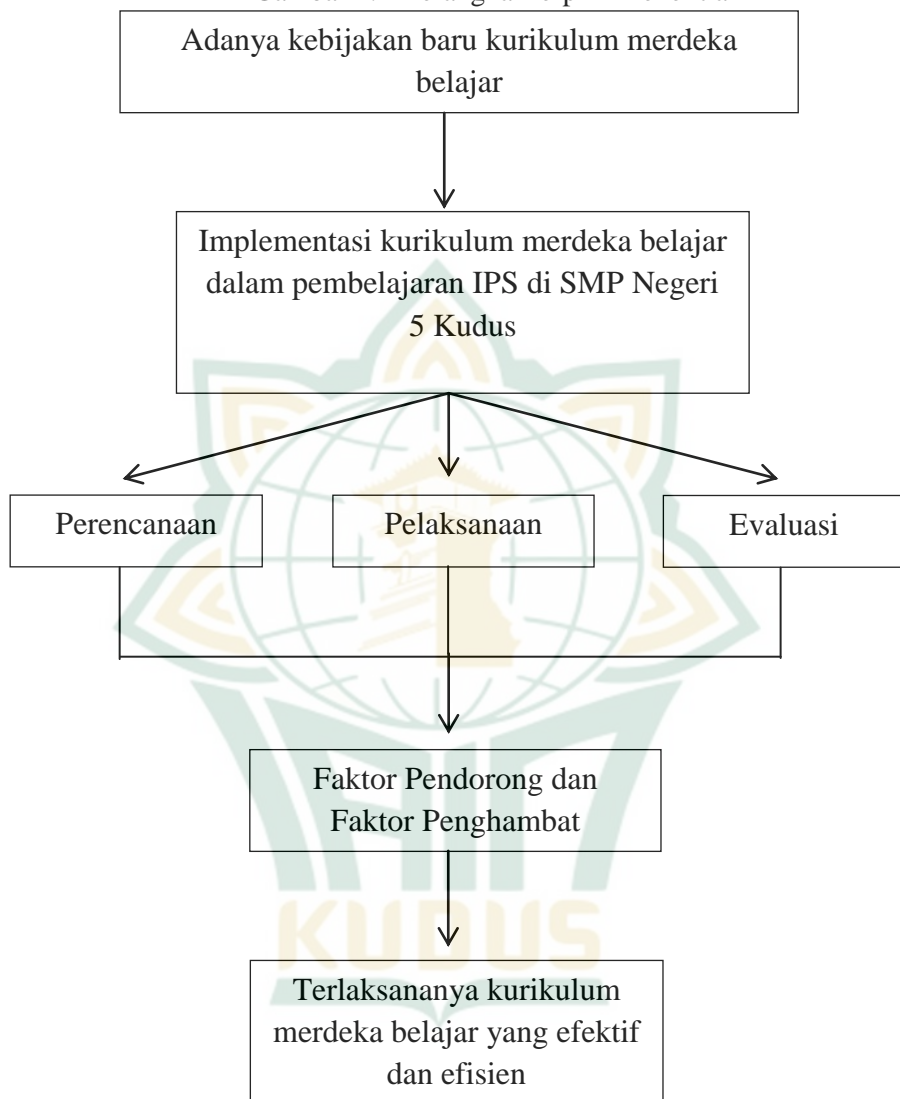 Adanya kebijakan baru kurikulum merdeka
belajar
Implementasi kurikulum merdeka belajar
dalam pembelajaran IPS di SMP Negeri
5 Kudus
Perencanaan
Pelaksanaan
Evaluasi
Faktor Pendorong dan
Faktor Penghambat
IAIN
KUDUS
Terlaksananya kurikulum
merdeka belajar yang efektif
dan efisien